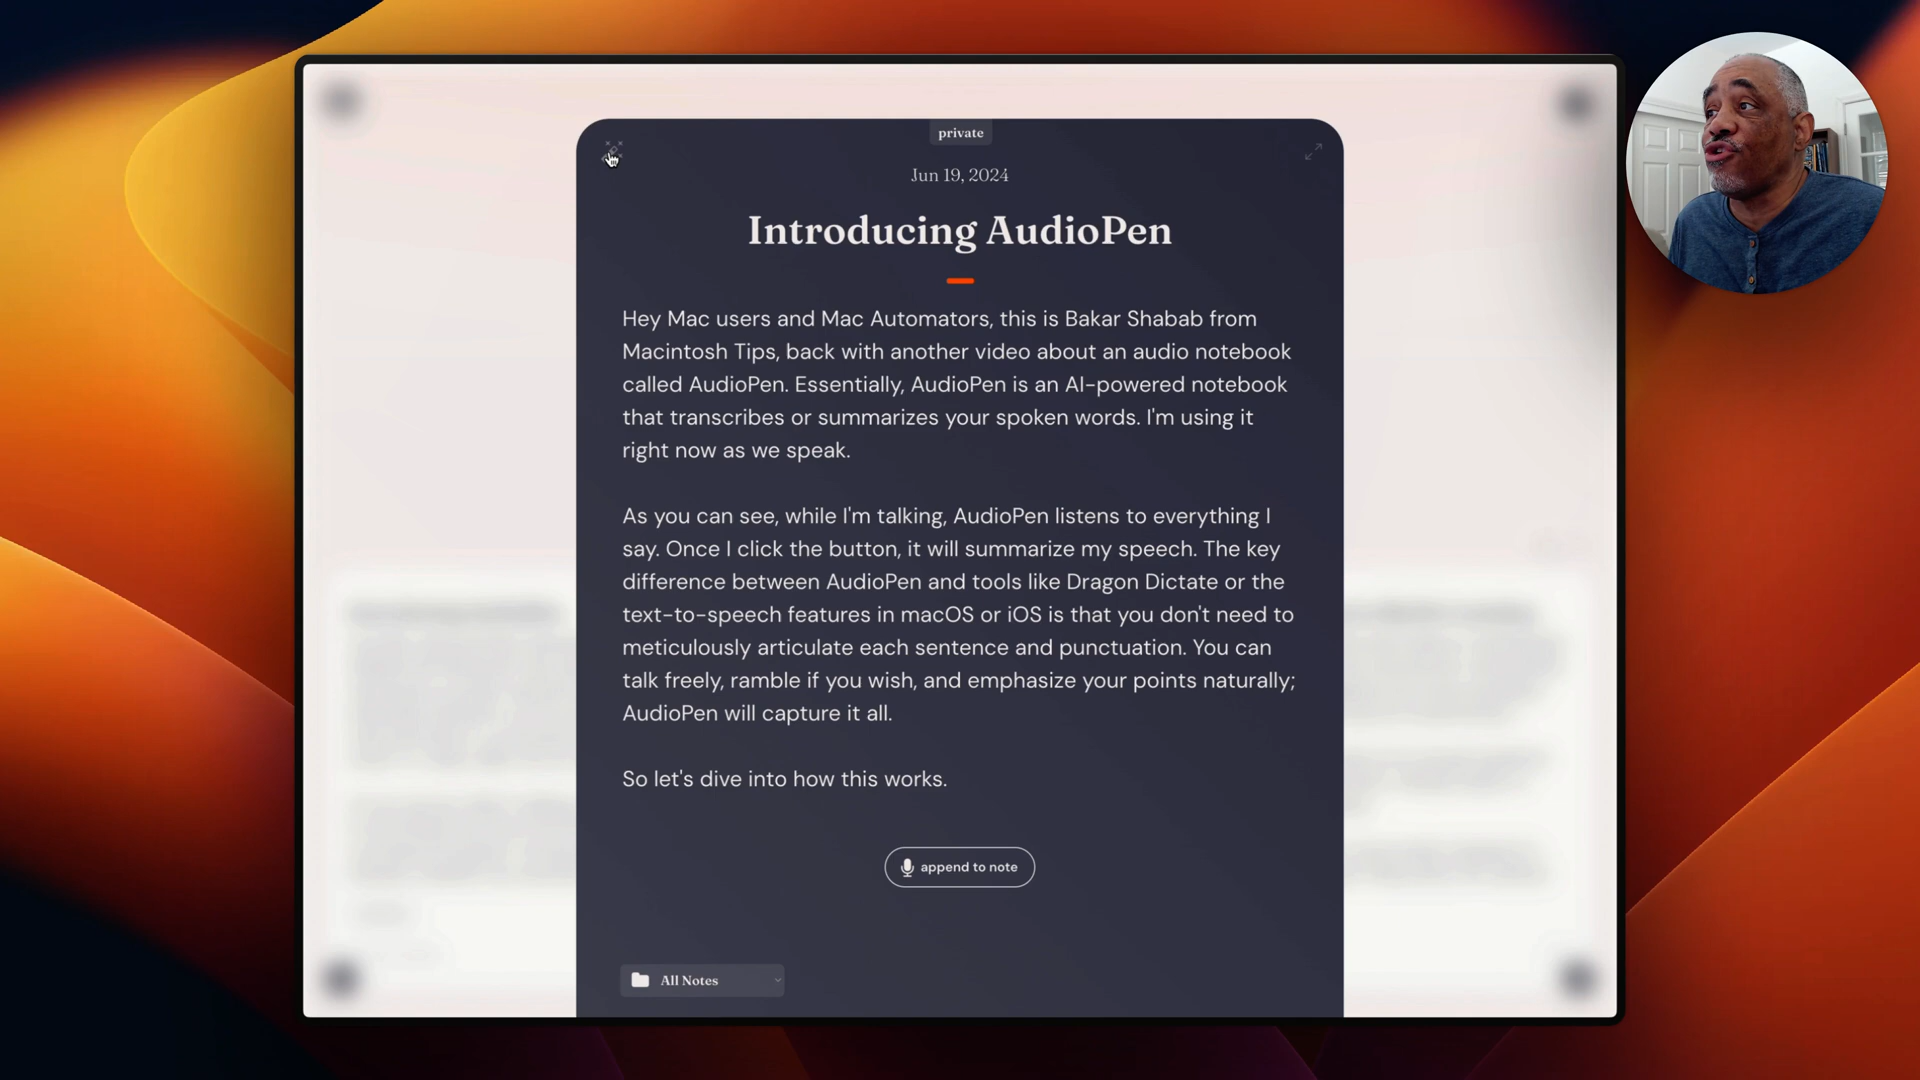 private
Jun 19, 2024
Introducing AudioPen
Hey Mac users and Mac Automators, this is Bakar Shabab from
Macintosh Tips, back with another video about an audio notebook
called AudioPen. Essentially, AudioPen is an AI-powered notebook
that transcribes or summarizes your spoken words. I'm using it
right now as we speak.
As you can see, while I'm talking, AudioPen listens to everything I
say. Once I click the button, it will summarize my speech. The key
difference between AudioPen and tools like Dragon Dictate or the
text-to-speech features in macOS or iOS is that you don't need to
meticulously articulate each sentence and punctuation. You can
talk freely, ramble if you wish, and emphasize your points naturally;
AudioPen will capture it all.
So let's dive into how this works.
append to note
All Notes